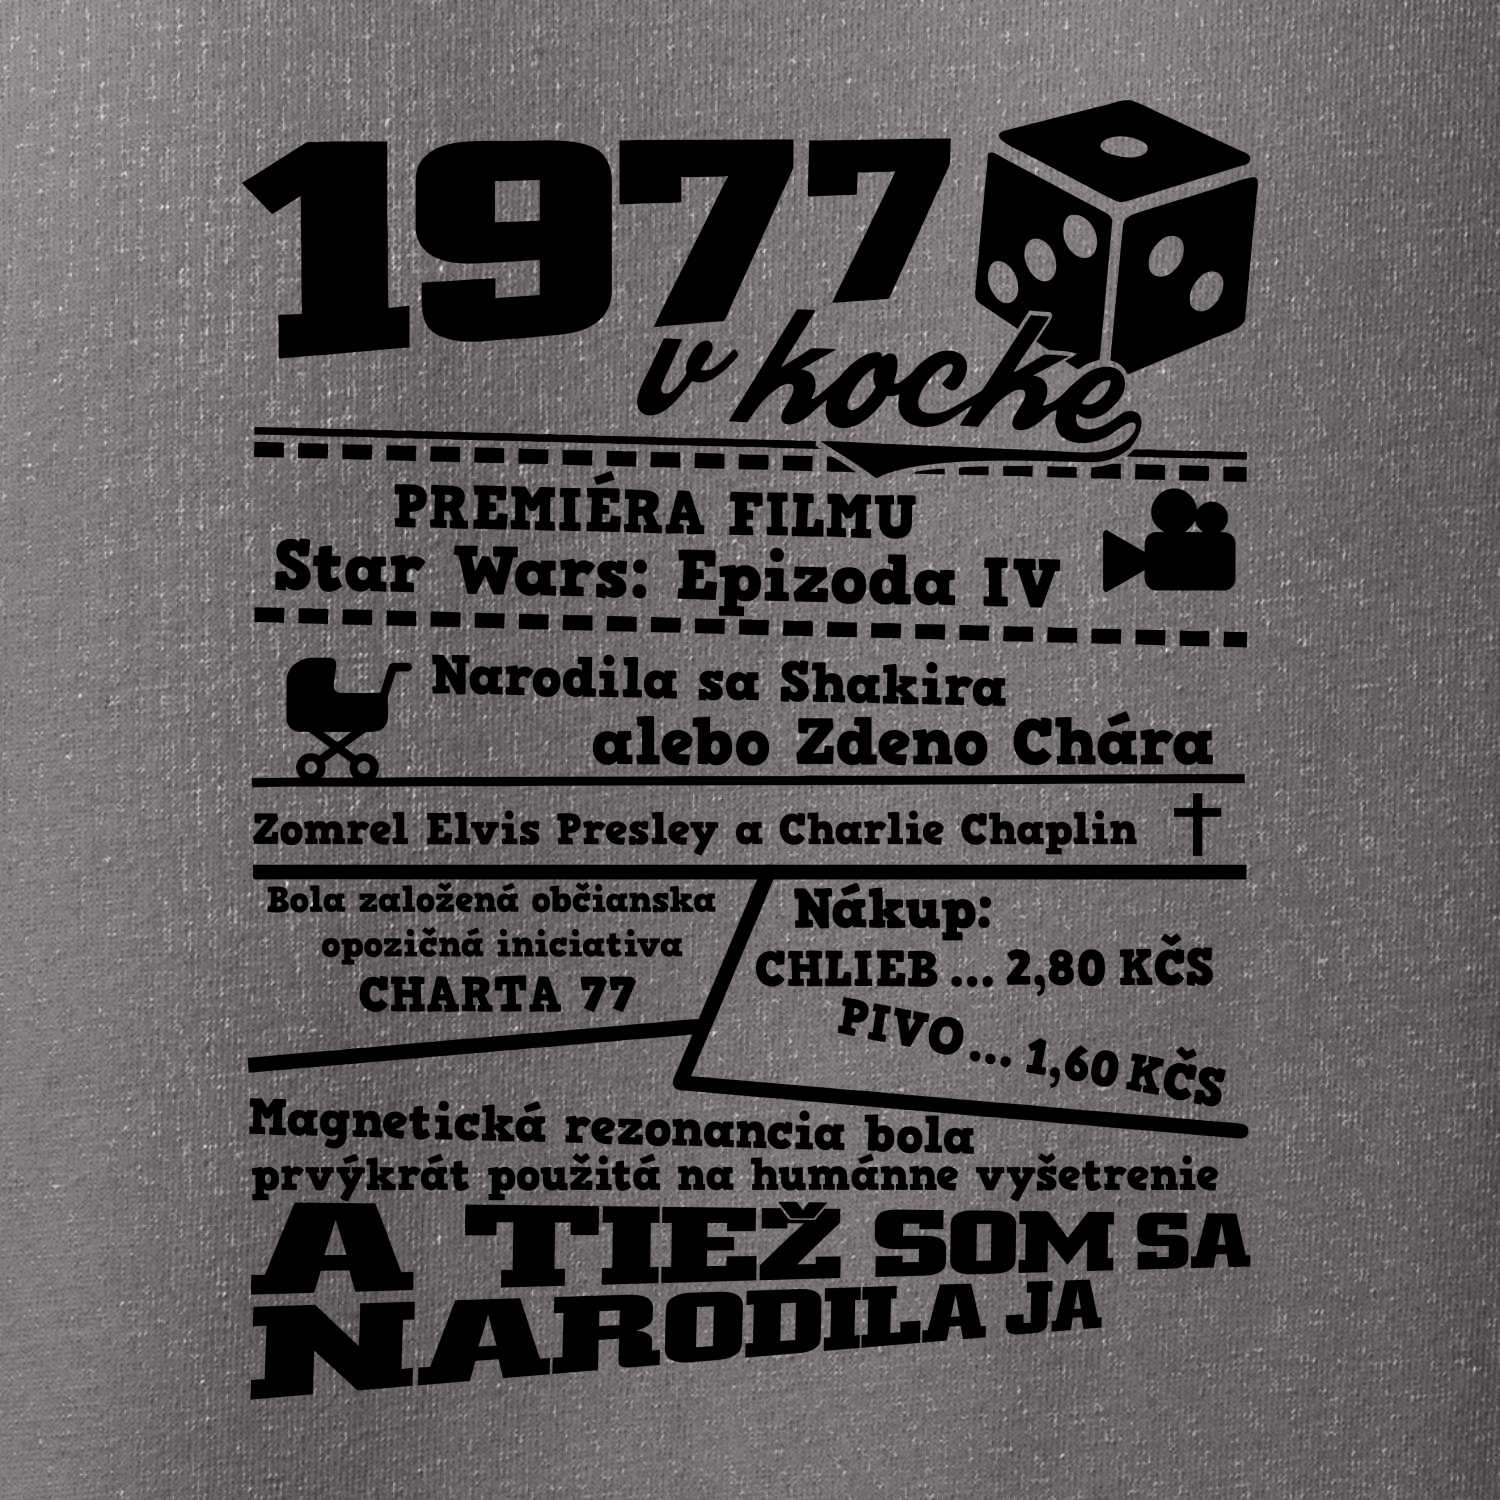 1977
v kocke
PREMIÉRA FILMU
Star Wars: Epizoda IV
Narodila sa Shakira
alebo Zdeno Chára
Zomrel Elvis Presley a Charlie Chaplin
Bola založená občianska
opozičná iniciativa
CHARTA 77
Nákup:
CHLIEB ... 2,80 KČS
PIVO ... 1,60 KČS
Magnetická rezonancia bola
prvýkrát použitá na humánne vyšetrenie
A TIEŽ SOM SA
NARODILA JA